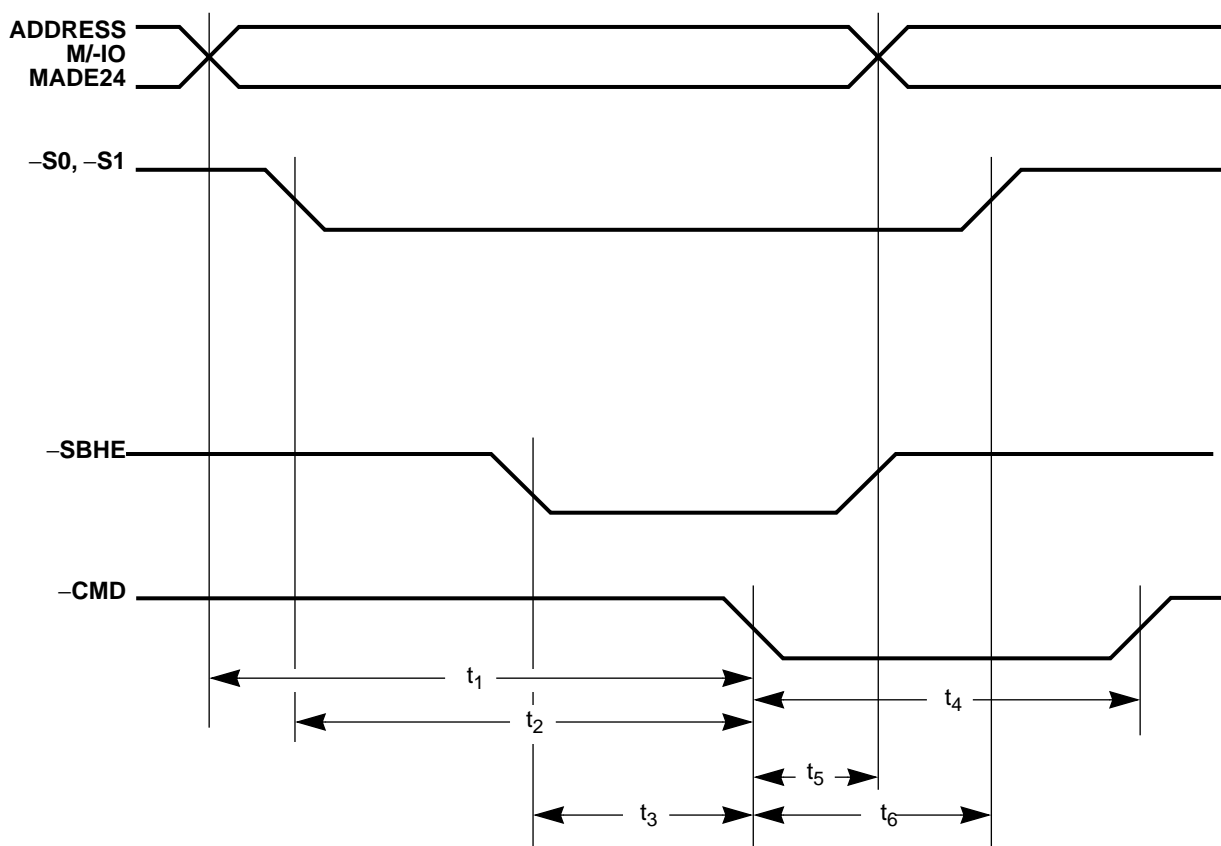 ADDRESS
M/-IO
MADE24
–S0, –S1
–SBHE
–CMD
t1
t4
t2
t5
t3
t6